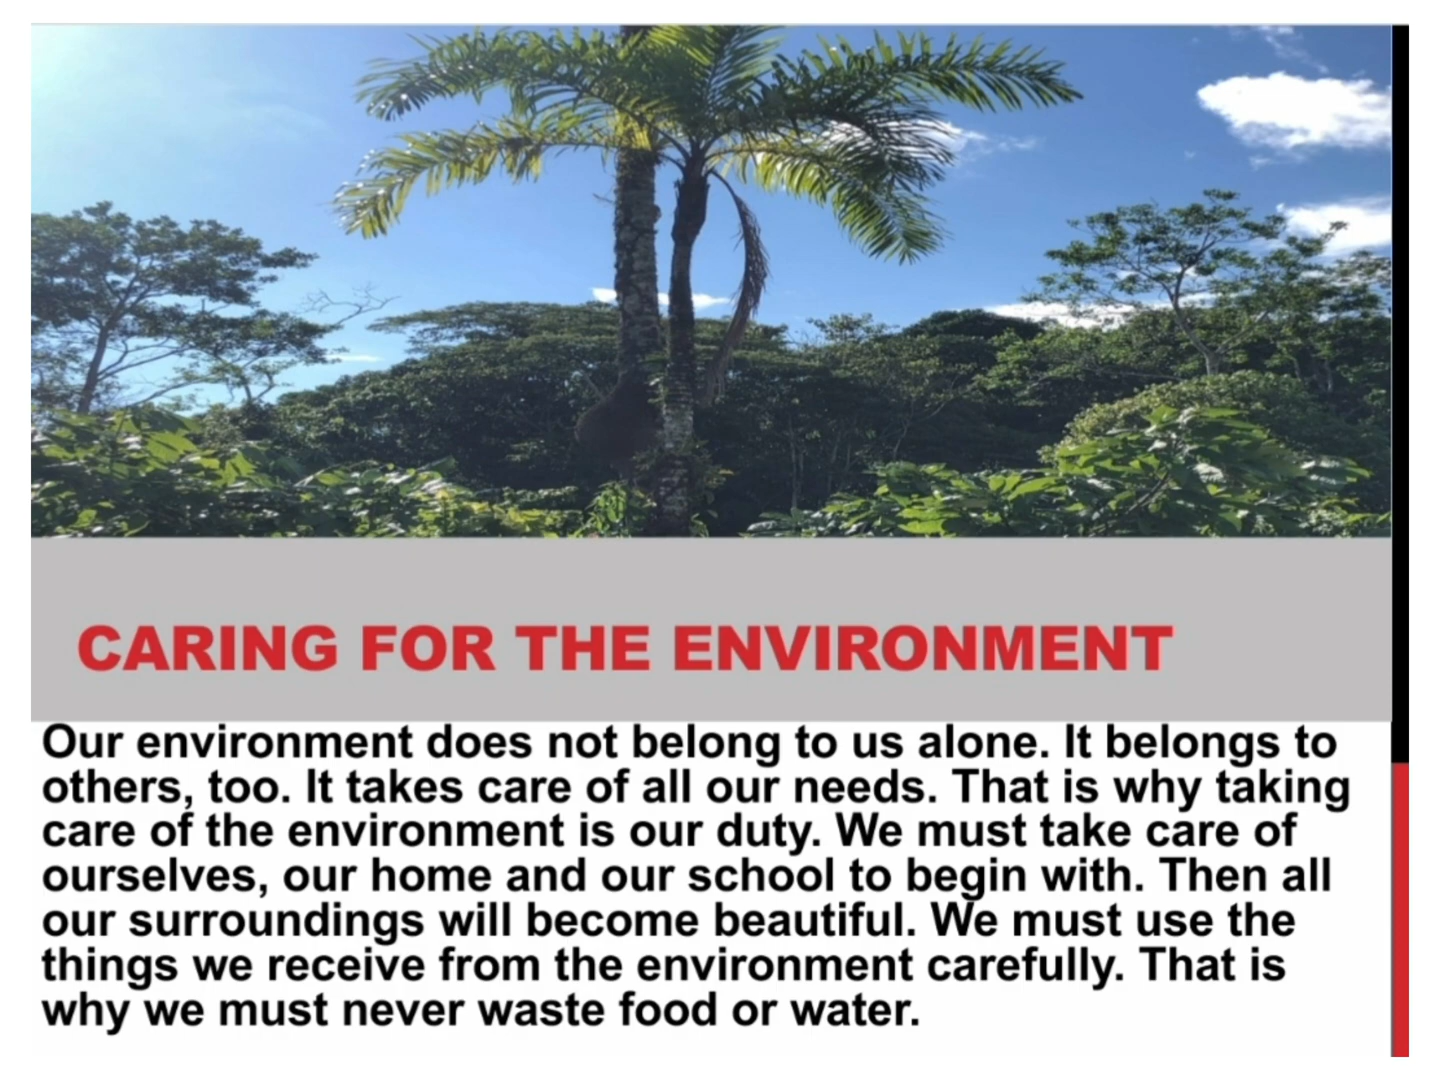 CARING FOR THE ENVIRONMENT
Our environment does not belong to us alone. It belongs to
others, too. It takes care of all our needs. That is why taking
care of the environment is our duty. We must take care of
ourselves, our home and our school to begin with. Then all
our surroundings will become beautiful. We must use the
things we receive from the environment carefully. That is
why we must never waste food or water.